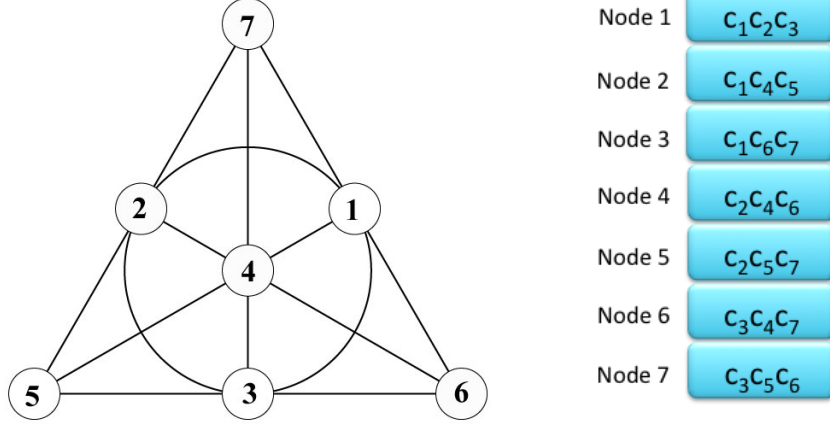 7
2
1
4
5
3
6
Node 1 C₁C₂C₃
Node 2 C₁C₄C₅
Node 3 C₁C₆C₇
Node 4 C₂C₄C₆
Node 5 C₂C₅C₇
Node 6 C₃C₄C₇
Node 7 C₃C₅C₆